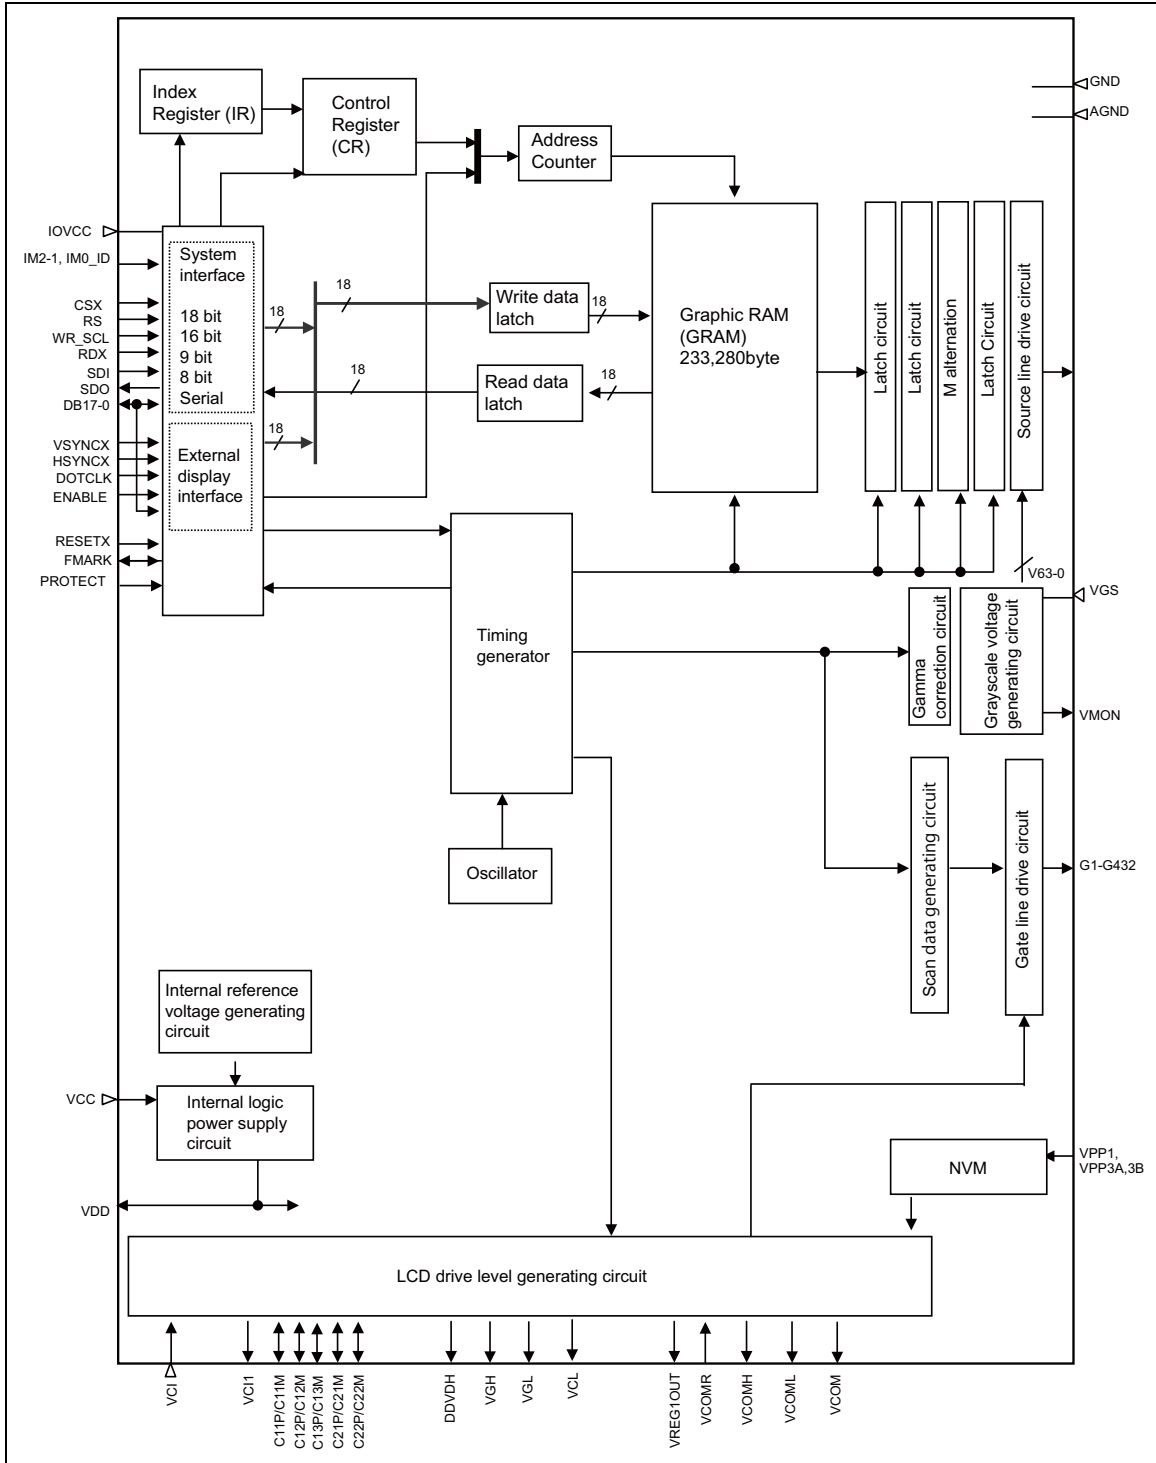 GND
AGND
Index
Register (IR)
Control
Register
(CR)
Address
Counter
IOVCC
IM2-1, IM0_ID
CSX
RS
WR_SCL
RDX
SDI
SDO
DB17-0
VSYNCX
HSYNCX
DOTCLK
ENABLE
RESETX
FMARK
PROTECT
System
interface
18 bit
16 bit
9 bit
8 bit
Serial
External
display
interface
18
18
18
18
Write data
latch
18
Read data
latch
18
Graphic RAM
(GRAM)
233,280byte
Latch circuit
Latch circuit
M alternation
Latch Circuit
Source line drive circuit
V63-0
VGS
Timing
generator
Gamma
correction circuit
Grayscale voltage
generating circuit
VMON
Oscillator
Scan data generating circuit
Gate line drive circuit
G1-G432
Internal reference
voltage generating
circuit
VCC
Internal logic
power supply
circuit
VDD
NVM
VPP1,
VPP3A,3B
LCD drive level generating circuit
VCI
VCI1
C11P/C11M
C12P/C12M
C13P/C13M
C21P/C21M
C22P/C22M
DDVDH
VGH
VGL
VCL
VREG1OUT
VCOMR
VCOMH
VCOML
VCOM